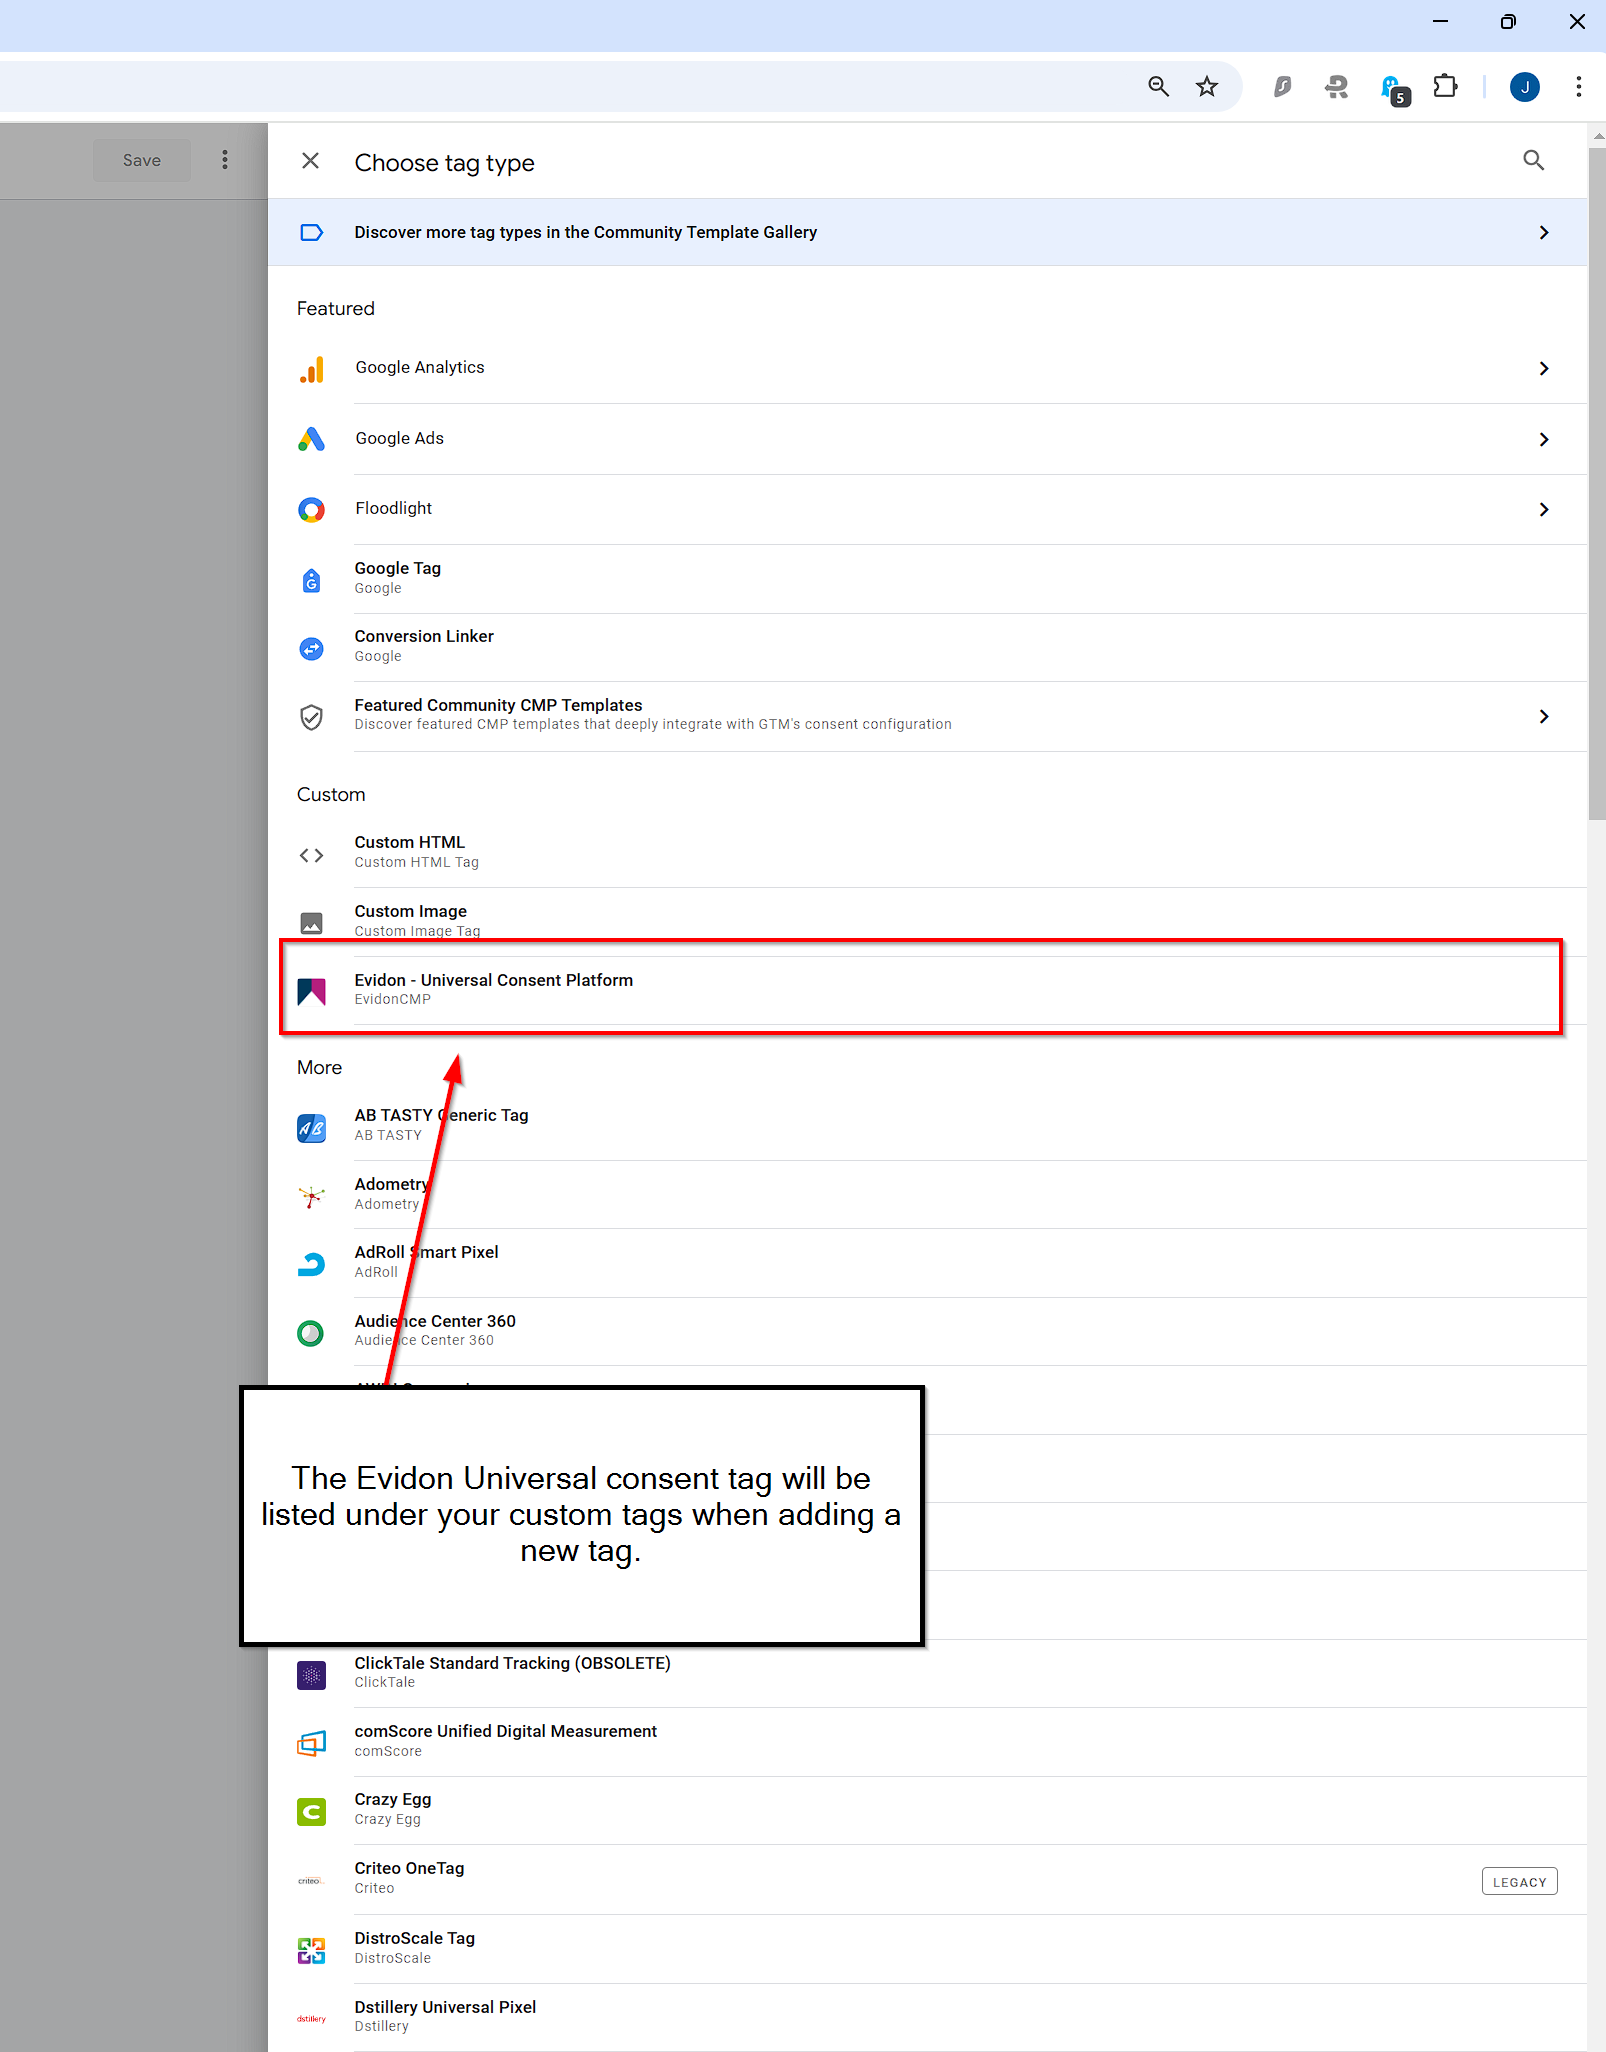 5
J
Save
Choose tag type
Discover more tag types in the Community Template Gallery
Featured
Google Analytics
Google Ads
Floodlight
G
Google Tag
Google
Conversion Linker
Google
Featured Community CMP Templates
Discover featured CMP templates that deeply integrate with GTM's consent configuration
Custom
Custom HTML
Custom HTML Tag
Custom Image
Custom Image Tag
Evidon - Universal Consent Platform
EvidonCMP
More
AB
AB TASTY Generic Tag
AB TASTY
Adometry
Adometry
AdRoll Smart Pixel
AdRoll
Audience Center 360
Audience Center 360
The Evidon Universal consent tag will be
listed under your custom tags when adding a
new tag.
ClickTale Standard Tracking (OBSOLETE)
ClickTale
comScore Unified Digital Measurement
comScore
C
Crazy Egg
Crazy Egg
criteo
Criteo OneTag
Criteo
LEGACY
DistroScale Tag
DistroScale
dstillery
Dstillery Universal Pixel
Dstillery